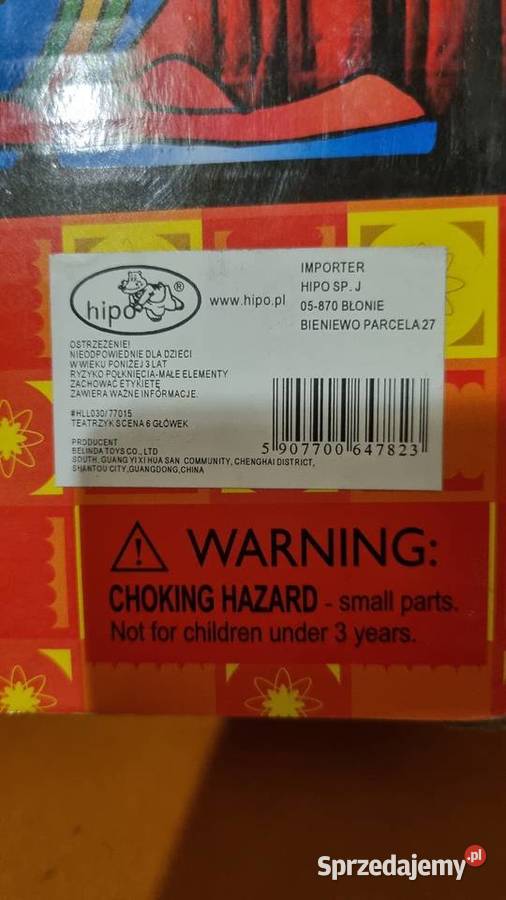 hipo
®
www.hipo.pl
IMPORTER
HIPO SP. J
05-870 BŁONIE
BIENIEWO PARCELA 27
OSTRZEŻENIE!
NIEODPOWIEDNIE DLA DZIECI
W WIEKU PONIŻEJ 3 LAT
RYZYKO POŁKNIĘCIA-MAŁE ELEMENTY
ZACHOWAĆ ETYKIETĘ
ZAWIERA WAŻNE INFORMACJE.
#HLL030/77015
TEATRZYK SCENA 6 GŁÓWEK
PRODUCENT
BELINDA TOYS CO., LTD
SOUTH, GUANG YI XI HUA SAN COMMUNITY, CHENGHAI DISTRICT,
SHANTOU CITY,GUANGDONG,CHINA
5 907700 647823
WARNING:
CHOKING HAZARD - small parts.
Not for children under 3 years.
Sprzedajemy.pl